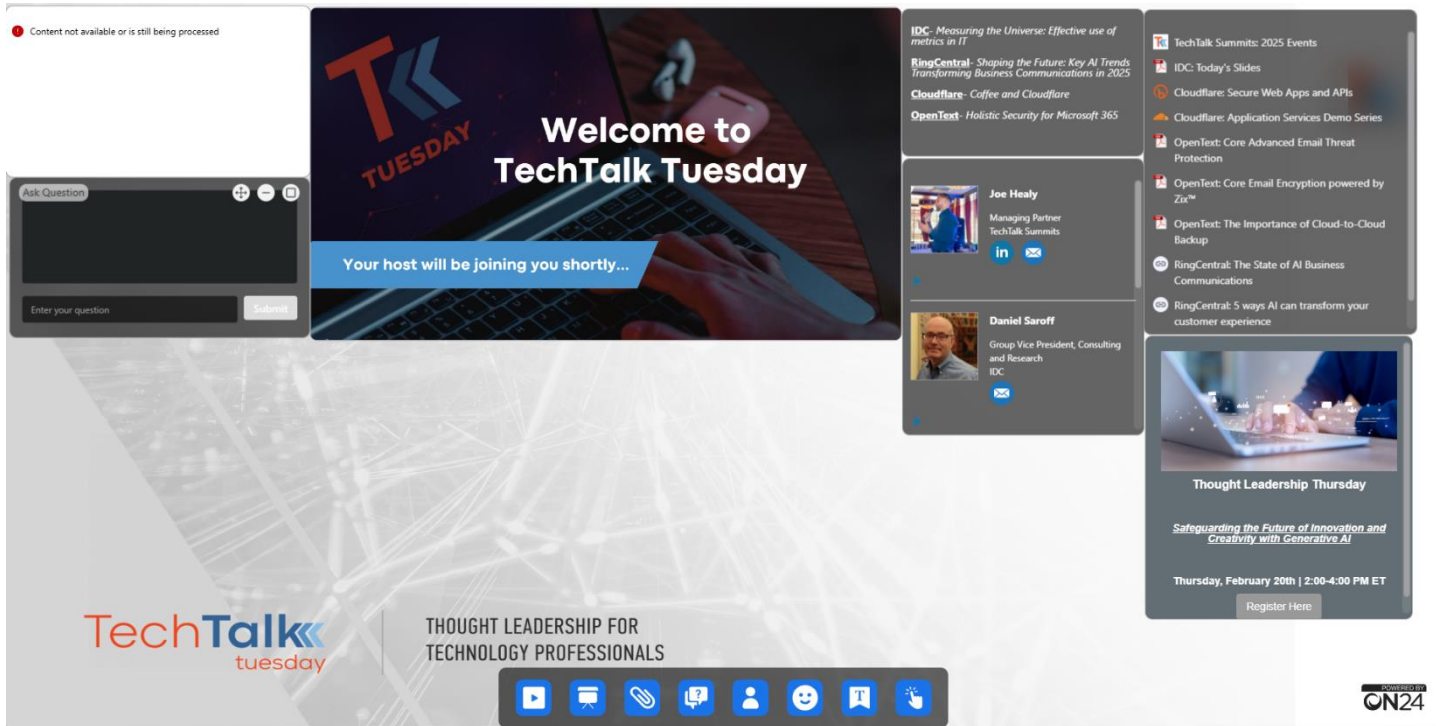 Content not available or is still being processed
Ask Question
Enter your question
Submit
TUESDAY
Welcome to
TechTalk Tuesday
Your host will be joining you shortly...
IDC- Measuring the Universe: Effective use of
metrics in IT
RingCentral- Shaping the Future: Key AI Trends
Transforming Business Communications in 2025
Cloudflare- Coffee and Cloudflare
OpenText- Holistic Security for Microsoft 365
Joe Healy
Managing Partner
TechTalk Summits
in
Daniel Saroff
Group Vice President, Consulting
and Research
IDC
TechTalk Summits: 2025 Events
IDC: Today's Slides
Cloudflare: Secure Web Apps and APIs
Cloudflare: Application Services Demo Series
OpenText: Core Advanced Email Threat
Protection
OpenText: Core Email Encryption powered by
Zix™
OpenText: The Importance of Cloud-to-Cloud
Backup
RingCentral: The State of AI Business
Communications
RingCentral: 5 ways AI can transform your
customer experience
Thought Leadership Thursday
Safeguarding the Future of Innovation and
Creativity with Generative AI
Thursday, February 20th | 2:00-4:00 PM ET
Register Here
TechTalk
tuesday
THOUGHT LEADERSHIP FOR
TECHNOLOGY PROFESSIONALS
POWERED BY
ON24